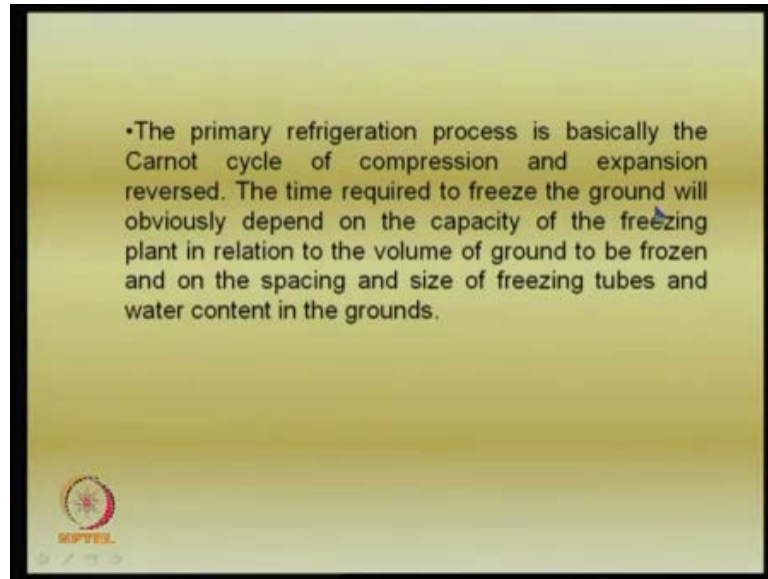 •The primary refrigeration process is basically the
Carnot cycle of compression and expansion
reversed. The time required to freeze the ground will
obviously depend on the capacity of the freezing
plant in relation to the volume of ground to be frozen
and on the spacing and size of freezing tubes and
water content in the grounds.
NPTEL